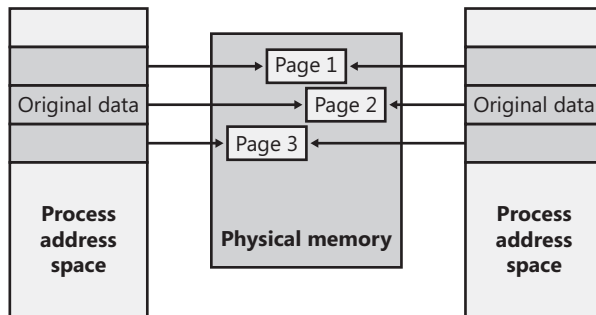 Page 1
Original data
Page 2
Original data
Page 3
Process
address
space
Physical memory
Process
address
space